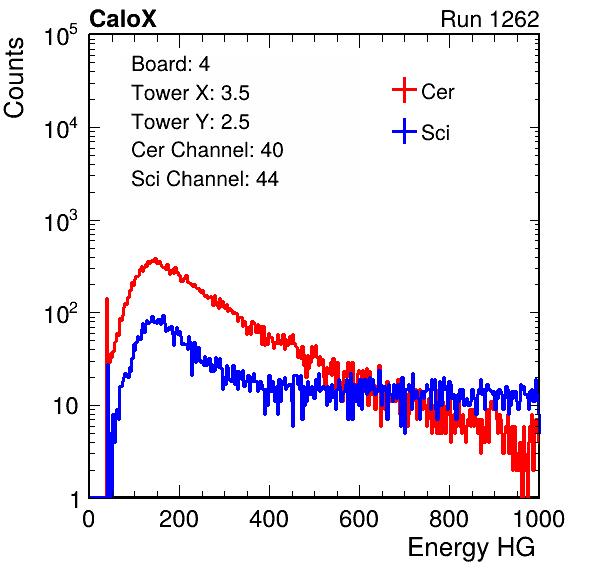 CaloX Run 1262
Counts
10^5
10^4
10^3
10^2
10
1
Board: 4
Tower X: 3.5
Tower Y: 2.5
Cer Channel: 40
Sci Channel: 44
Cer
Sci
0 200 400 600 800 1000
Energy HG